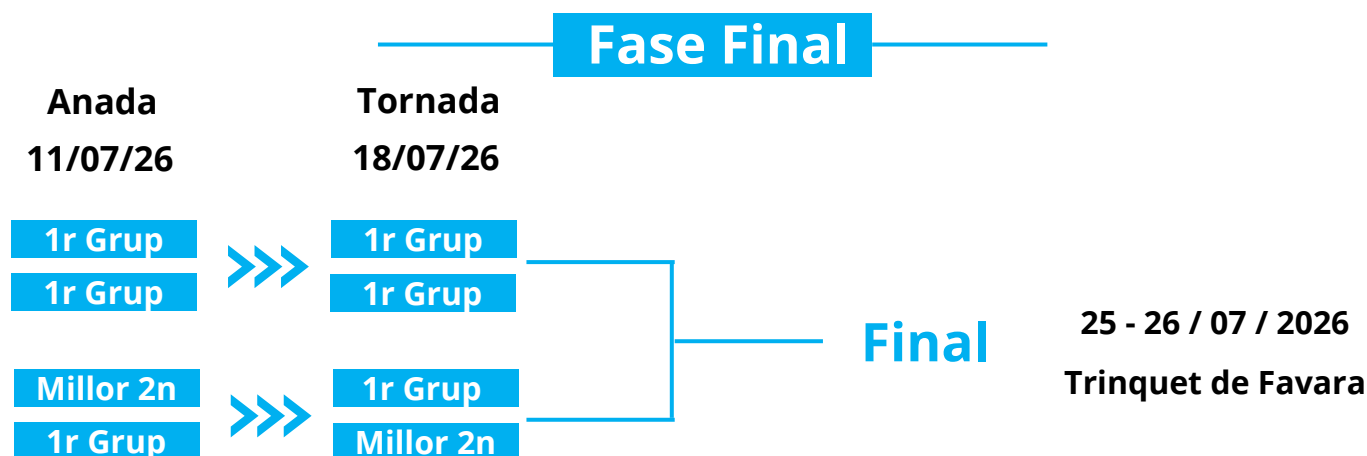 Fase Final
Anada
11/07/26
Tornada
18/07/26
1r Grup
1r Grup
1r Grup
1r Grup
Millor 2n
1r Grup
1r Grup
Millor 2n
Final
25 - 26 / 07 / 2026
Trinquet de Favara